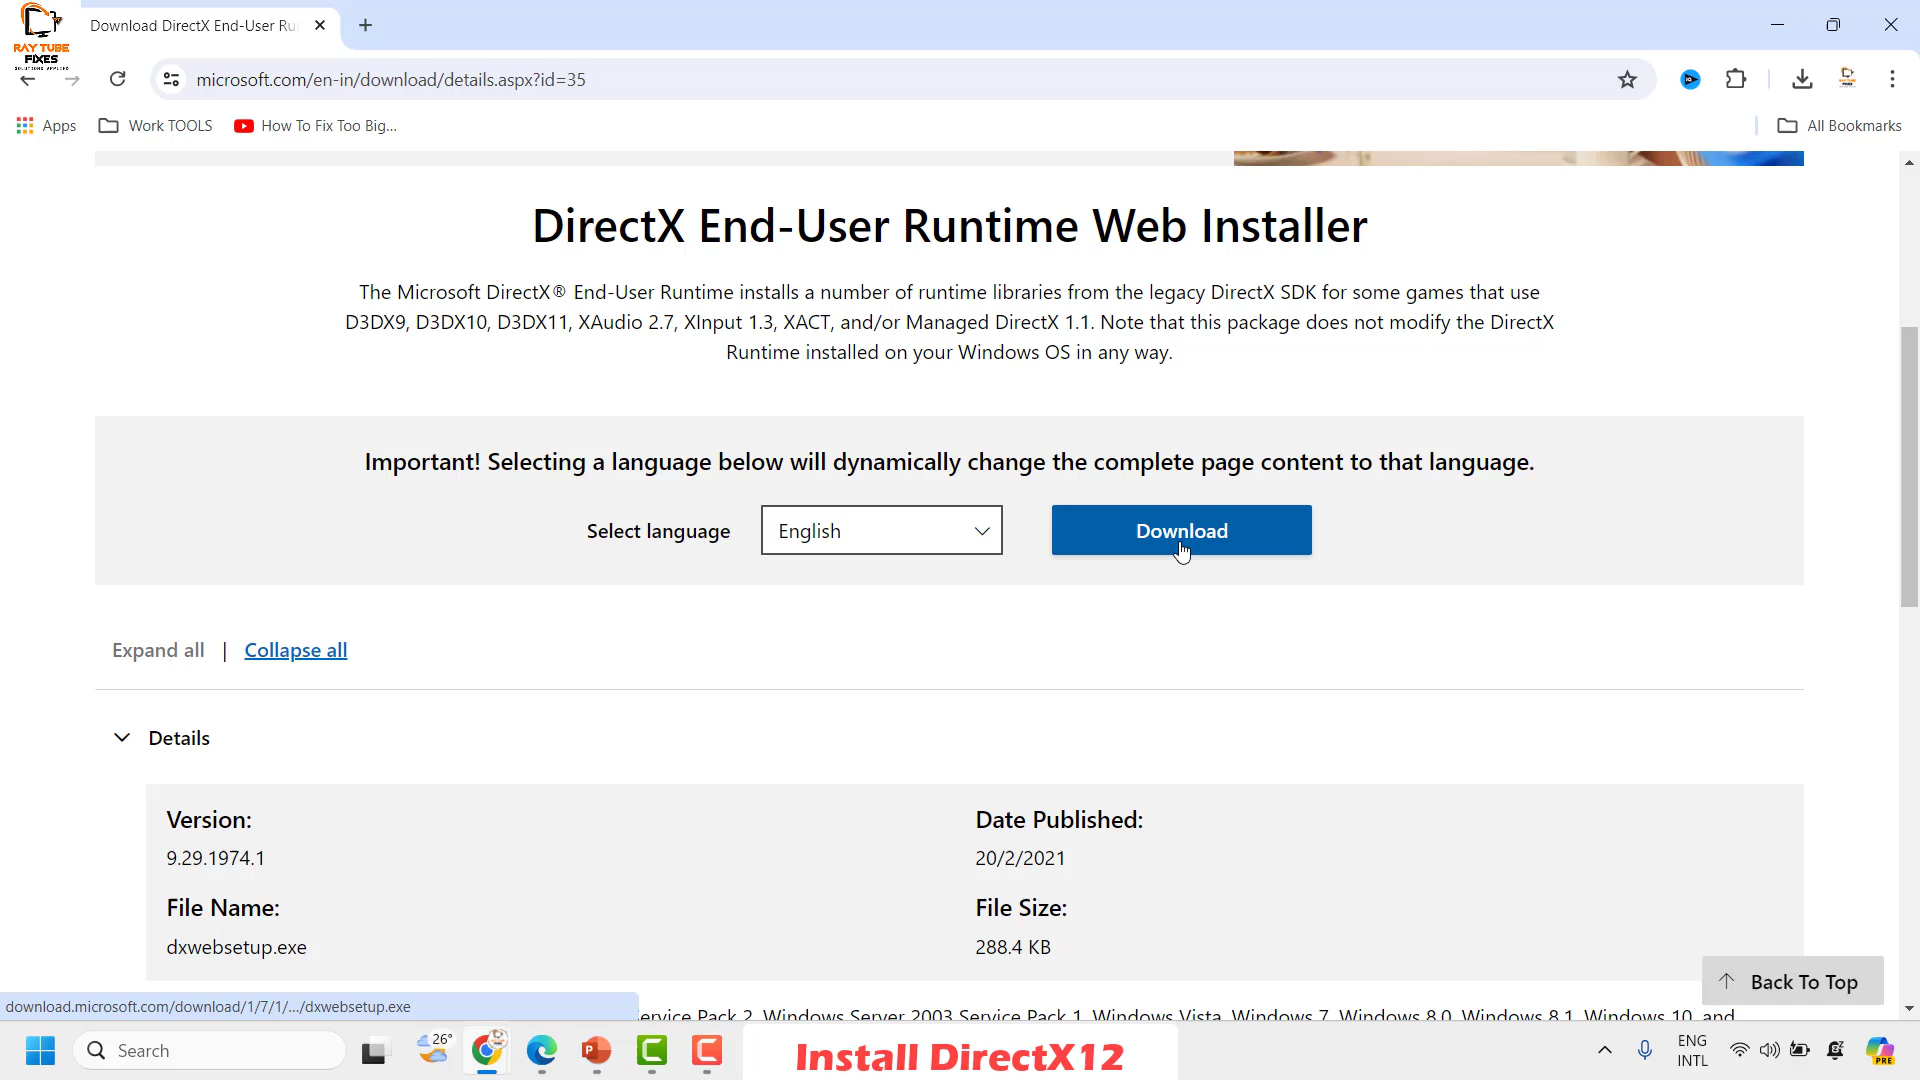 RAY TUBE
FIXES
SOLUTIONS APPLIED
Download DirectX End-User Ru
microsoft.com/en-in/download/details.aspx?id=35
Apps
Work TOOLS
How To Fix Too Big...
All Bookmarks
DirectX End-User Runtime Web Installer
The Microsoft DirectX® End-User Runtime installs a number of runtime libraries from the legacy DirectX SDK for some games that use
D3DX9, D3DX10, D3DX11, XAudio 2.7, XInput 1.3, XACT, and/or Managed DirectX 1.1. Note that this package does not modify the DirectX
Runtime installed on your Windows OS in any way.
Important! Selecting a language below will dynamically change the complete page content to that language.
Select language
English
Download
Expand all | Collapse all
Details
Version:
9.29.1974.1
Date Published:
20/2/2021
File Name:
dxwebsetup.exe
File Size:
288.4 KB
Back To Top
download.microsoft.com/download/1/7/1/.../dxwebsetup.exe
ervice Pack 2, Windows Server 2003 Service Pack 1, Windows Vista, Windows 7, Windows 8.0, Windows 8.1, Windows 10, and
Search
26°
Install DirectX12
ENG
INTL
PRE